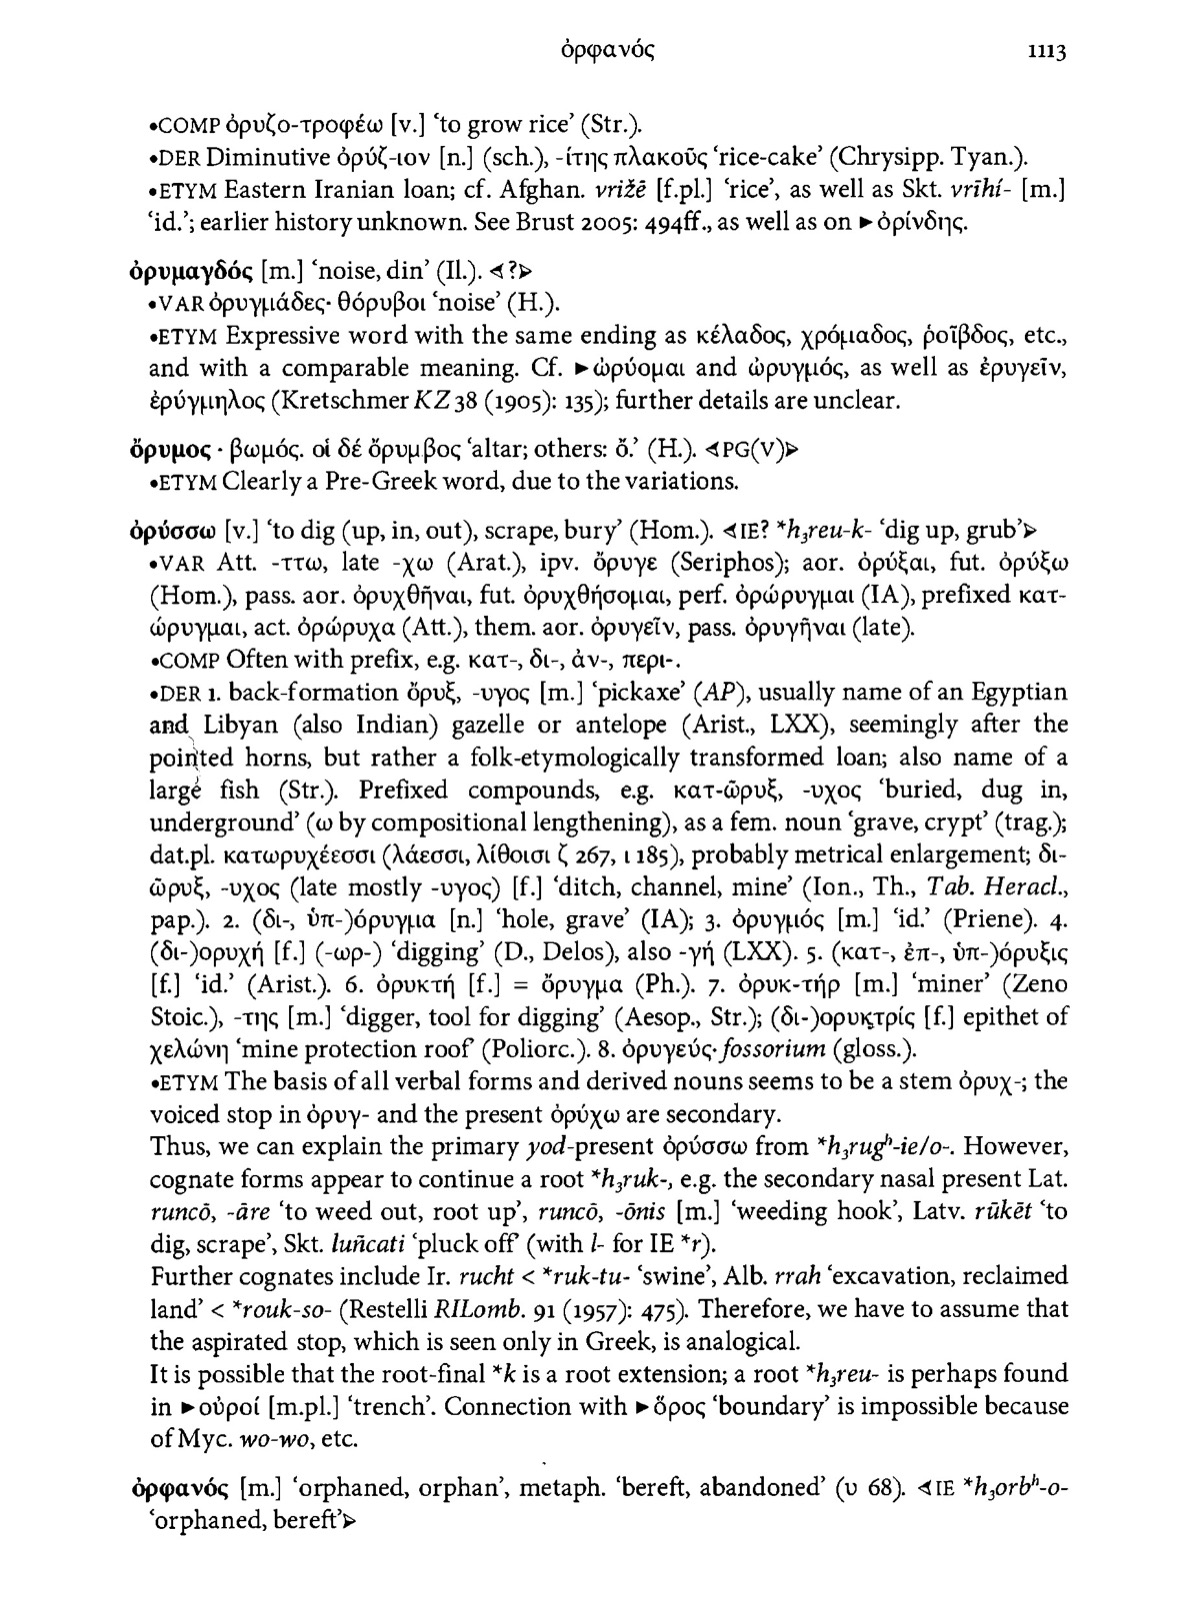 ὀρφανός 1113
•COMP ὀρυζο-τροφέω [v.] ‘to grow rice’ (Str.).
•DER Diminutive ὀρύζ-ιον [n.] (sch.), -ίτης πλακοῦς ‘rice-cake’ (Chrysipp. Tyan.).
•ETYM Eastern Iranian loan; cf. Afghan. vrižē [f.pl.] ‘rice’, as well as Skt. vrīhí- [m.]
‘id.’; earlier history unknown. See Brust 2005: 494ff., as well as on ►ὀρίνδης.
ὀρυμαγδός [m.] ‘noise, din’ (Il.). ⊲?⊳
•VAR ὀρυγμάδες· θόρυβοι ‘noise’ (H.).
•ETYM Expressive word with the same ending as κέλαδος, χρόμαδος, ῥοῖβδος, etc.,
and with a comparable meaning. Cf. ►ὠρύομαι and ὠρυγμός, as well as ἐρυγεῖν,
ἐρύγμηλος (Kretschmer KZ 38 (1905): 135); further details are unclear.
ὄρυμος · βωμός. οἱ δέ ὄρυμβος ‘altar; others: ὄ.’ (H.). ⊲PG(V)⊳
•ETYM Clearly a Pre-Greek word, due to the variations.
ὀρύσσω [v.] ‘to dig (up, in, out), scrape, bury’ (Hom.). ⊲IE? *h₃reu-k- ‘dig up, grub’⊳
•VAR Att. -ττω, late -χω (Arat.), ipv. ὄρυγε (Seriphos); aor. ὀρύξαι, fut. ὀρύξω
(Hom.), pass. aor. ὀρυχθῆναι, fut. ὀρυχθήσομαι, perf. ὀρώρυγμαι (IA), prefixed κατ-
ώρυγμαι, act. ὀρώρυχα (Att.), them. aor. ὀρυγεῖν, pass. ὀρυγῆναι (late).
•COMP Often with prefix, e.g. κατ-, δι-, ἀν-, περι-.
•DER 1. back-formation ὄρυξ, -υγος [m.] ‘pickaxe’ (AP), usually name of an Egyptian
and Libyan (also Indian) gazelle or antelope (Arist., LXX), seemingly after the
pointed horns, but rather a folk-etymologically transformed loan; also name of a
large fish (Str.). Prefixed compounds, e.g. κατ-ῶρυξ, -υχος ‘buried, dug in,
underground’ (ω by compositional lengthening), as a fem. noun ‘grave, crypt’ (trag.);
dat.pl. κατωρυχέεσσι (λάεσσι, λίθοισι ζ 267, ι 185), probably metrical enlargement; δι-
ῶρυξ, -υχος (late mostly -υγος) [f.] ‘ditch, channel, mine’ (Ion., Th., Tab. Heracl.,
pap.). 2. (δι-, ὑπ-)όρυγμα [n.] ‘hole, grave’ (IA); 3. ὀρυγμός [m.] ‘id.’ (Priene). 4.
(δι-)ορυχή [f.] (-ωρ-) ‘digging’ (D., Delos), also -γή (LXX). 5. (κατ-, ἐπ-, ὑπ-)όρυξις
[f.] ‘id.’ (Arist.). 6. ὀρυκτή [f.] = ὄρυγμα (Ph.). 7. ὀρυκ-τήρ [m.] ‘miner’ (Zeno
Stoic.), -της [m.] ‘digger, tool for digging’ (Aesop., Str.); (δι-)ορυκτρίς [f.] epithet of
χελώνη ‘mine protection roof’ (Poliorc.). 8. ὀρυγεύς· fossorium (gloss.).
•ETYM The basis of all verbal forms and derived nouns seems to be a stem ὀρυχ-; the
voiced stop in ὀρυγ- and the present ὀρύχω are secondary.
Thus, we can explain the primary yod-present ὀρύσσω from *h₃rugʰ-ie/o-. However,
cognate forms appear to continue a root *h₃ruk-, e.g. the secondary nasal present Lat.
runcō, -āre ‘to weed out, root up’, runcō, -ōnis [m.] ‘weeding hook’, Latv. rūkēt ‘to
dig, scrape’, Skt. luñcati ‘pluck off’ (with l- for IE *r).
Further cognates include Ir. rucht < *ruk-tu- ‘swine’, Alb. rrah ‘excavation, reclaimed
land’ < *rouk-so- (Restelli RILomb. 91 (1957): 475). Therefore, we have to assume that
the aspirated stop, which is seen only in Greek, is analogical.
It is possible that the root-final *k is a root extension; a root *h₃reu- is perhaps found
in ►οὐροί [m.pl.] ‘trench’. Connection with ►ὅρος ‘boundary’ is impossible because
of Myc. wo-wo, etc.
ὀρφανός [m.] ‘orphaned, orphan’, metaph. ‘bereft, abandoned’ (υ 68). ⊲IE *h₃orbʰ-o-
‘orphaned, bereft’⊳